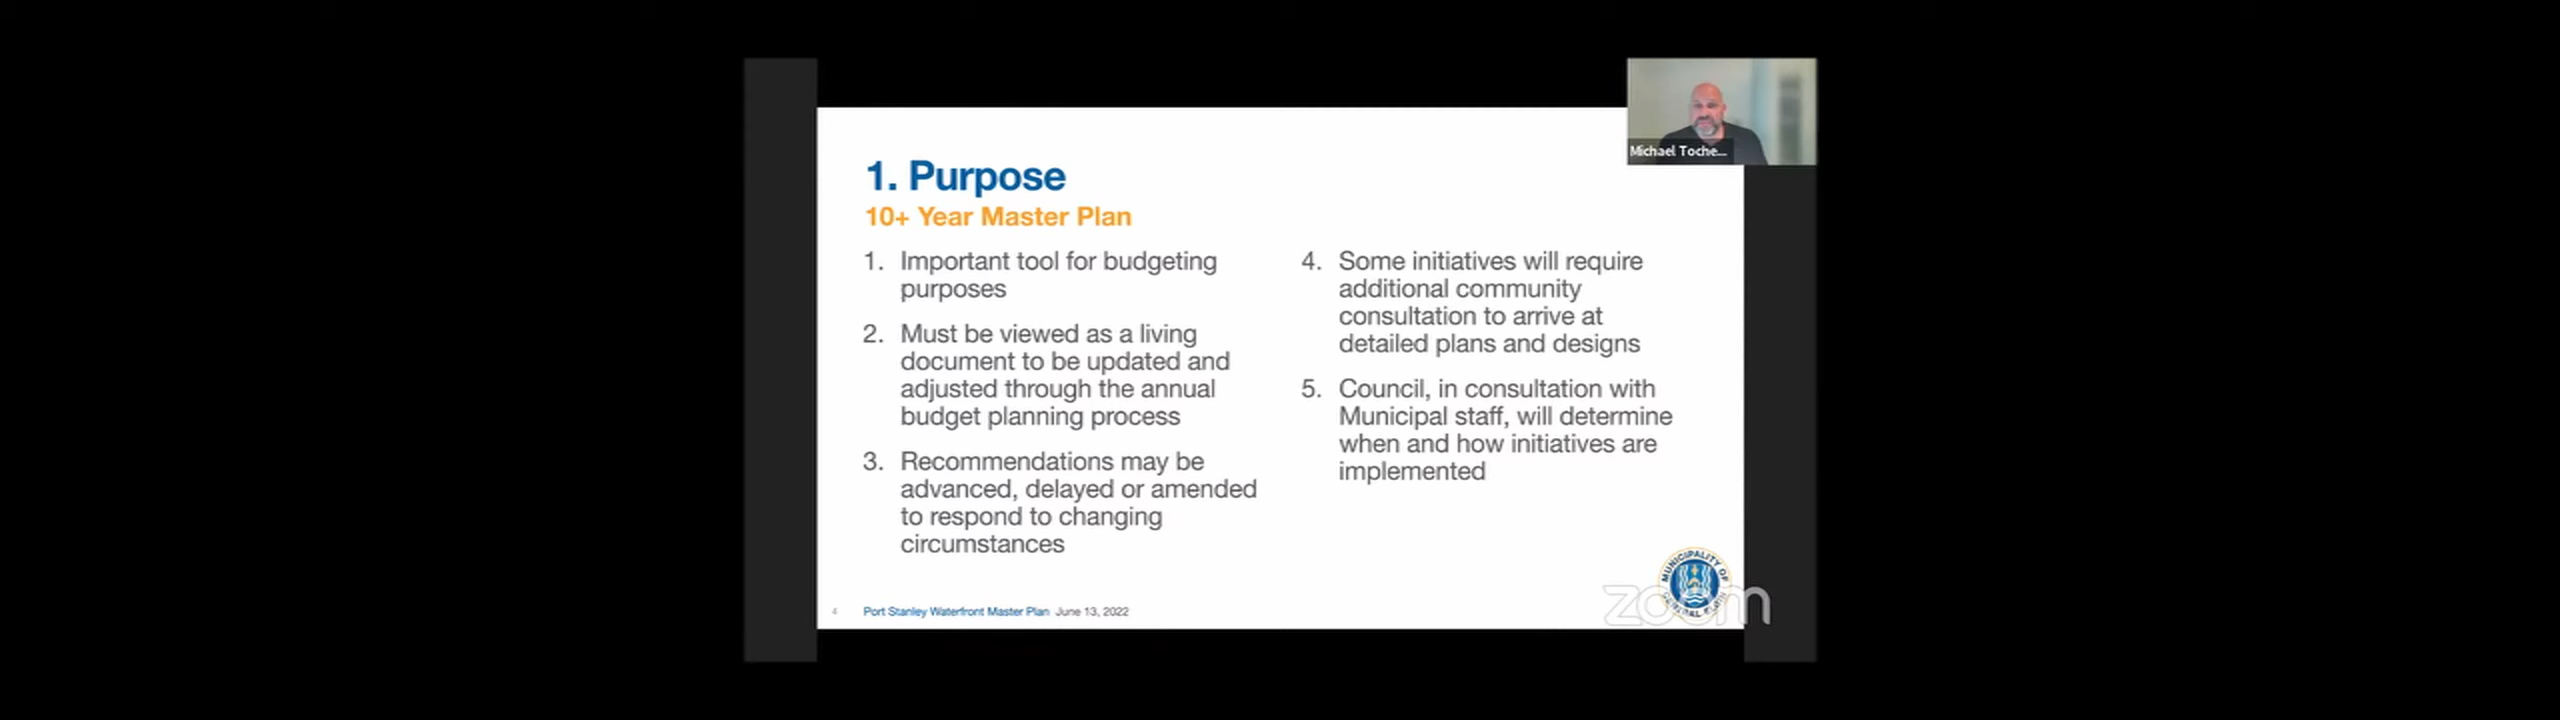 Michael Toche...
1. Purpose
10+ Year Master Plan
1. Important tool for budgeting
purposes
2. Must be viewed as a living
document to be updated and
adjusted through the annual
budget planning process
3. Recommendations may be
advanced, delayed or amended
to respond to changing
circumstances
4. Some initiatives will require
additional community
consultation to arrive at
detailed plans and designs
5. Council, in consultation with
Municipal staff, will determine
when and how initiatives are
implemented
MUNICIPALITY OF
4 Port Stanley Waterfront Master Plan June 13, 2022
zoom